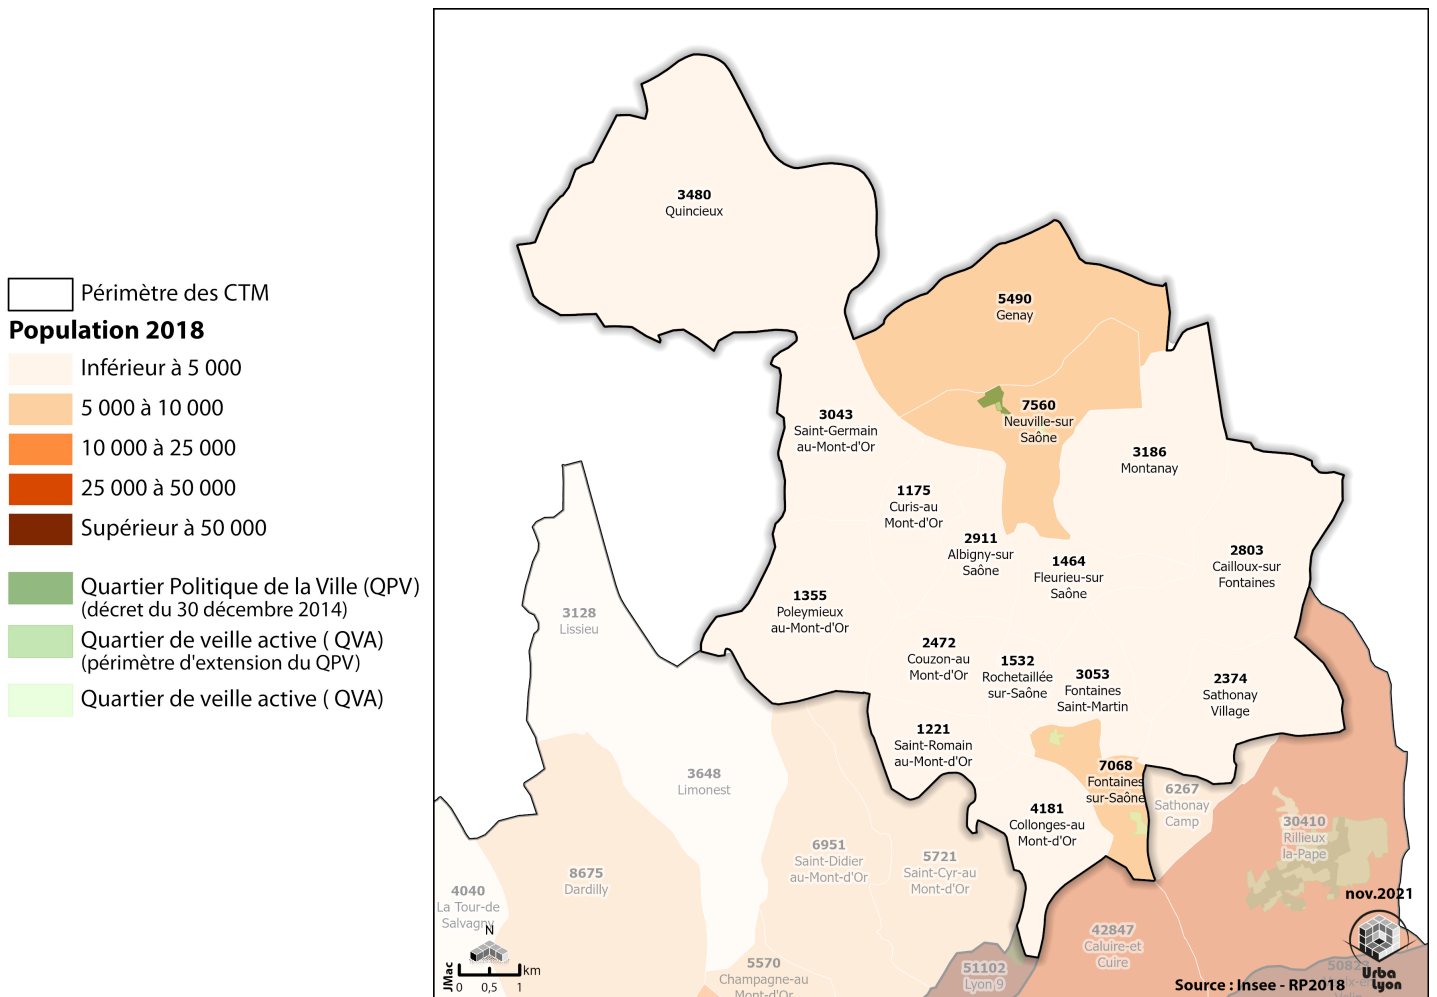 Périmètre des CTM
Population 2018
Inférieur à 5 000
5 000 à 10 000
10 000 à 25 000
25 000 à 50 000
Supérieur à 50 000
Quartier Politique de la Ville (QPV)
(décret du 30 décembre 2014)
Quartier de veille active ( QVA)
(périmètre d'extension du QPV)
Quartier de veille active ( QVA)
3480
Quincieux
5490
Genay
7560
Neuville-sur
Saône
3043
Saint-Germain
au-Mont-d'Or
3186
Montanay
1175
Curis-au
Mont-d'Or
2911
Albigny-sur
Saône
1464
Fleurieu-sur
Saône
2803
Cailloux-sur
Fontaines
1355
Poleymieux
au-Mont-d'Or
3128
Lissieu
2472
Couzon-au
Mont-d'Or
1532
Rochetaillée
sur-Saône
3053
Fontaines
Saint-Martin
2374
Sathonay
Village
1221
Saint-Romain
au-Mont-d'Or
3648
Limonest
7068
Fontaines
sur-Saône
6267
Sathonay
Camp
4181
Collonges-au
Mont-d'Or
30410
Rillieux
la-Pape
6951
Saint-Didier
au-Mont-d'Or
5721
Saint-Cyr-au
Mont-d'Or
8675
Dardilly
4040
La Tour-de
Salvagny
42847
Caluire-et
Cuire
5570
Champagne-au
Mont-d'Or
51102
Lyon 9
nov.2021
N
JMac
0 0,5 1
km
Source : Insee - RP2018
Urba
Lyon